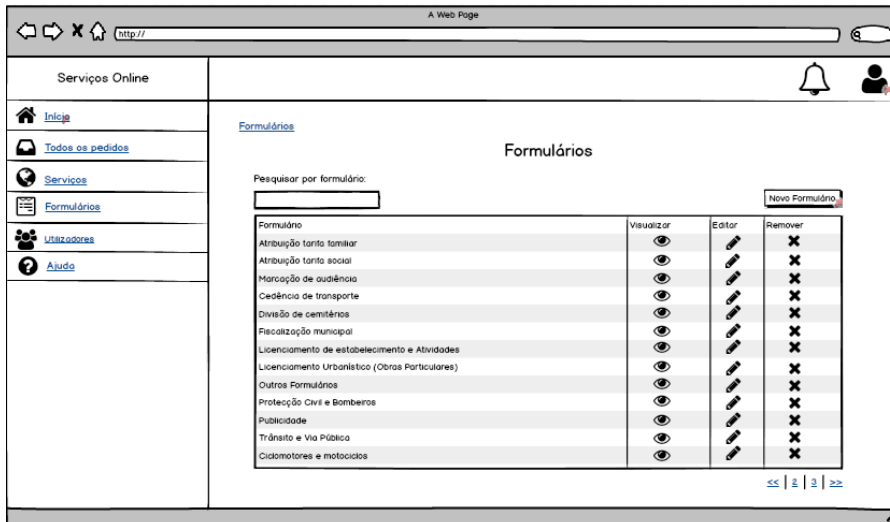 A Web Page
http://
Serviços Online
Início
Todos os pedidos
Serviços
Formulários
Utilizadores
Ajuda
Formulários
Formulários
Pesquisar por formulário:
Novo Formulário
Formulário Visualizar Editar Remover
Atribuição tarifa familiar
Atribuição tarifa social
Marcação de audiência
Cedência de transporte
Divisão de cemitérios
Fiscalização municipal
Licenciamento de estabelecimento e Atividades
Licenciamento Urbanístico (Obras Particulares)
Outros Formulários
Protecção Civil e Bombeiros
Publicidade
Trânsito e Via Pública
Ciclomotores e motociclos
<< | 2 | 3 | >>